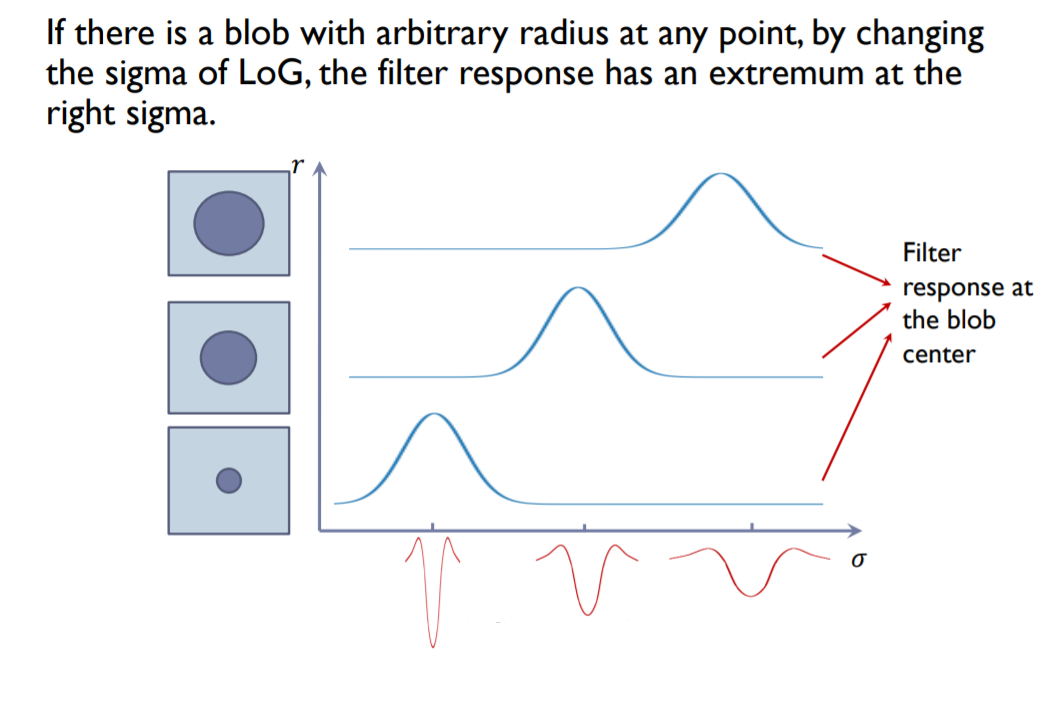 If there is a blob with arbitrary radius at any point, by changing
the sigma of LoG, the filter response has an extremum at the
right sigma.
r
Filter
response at
the blob
center
σ